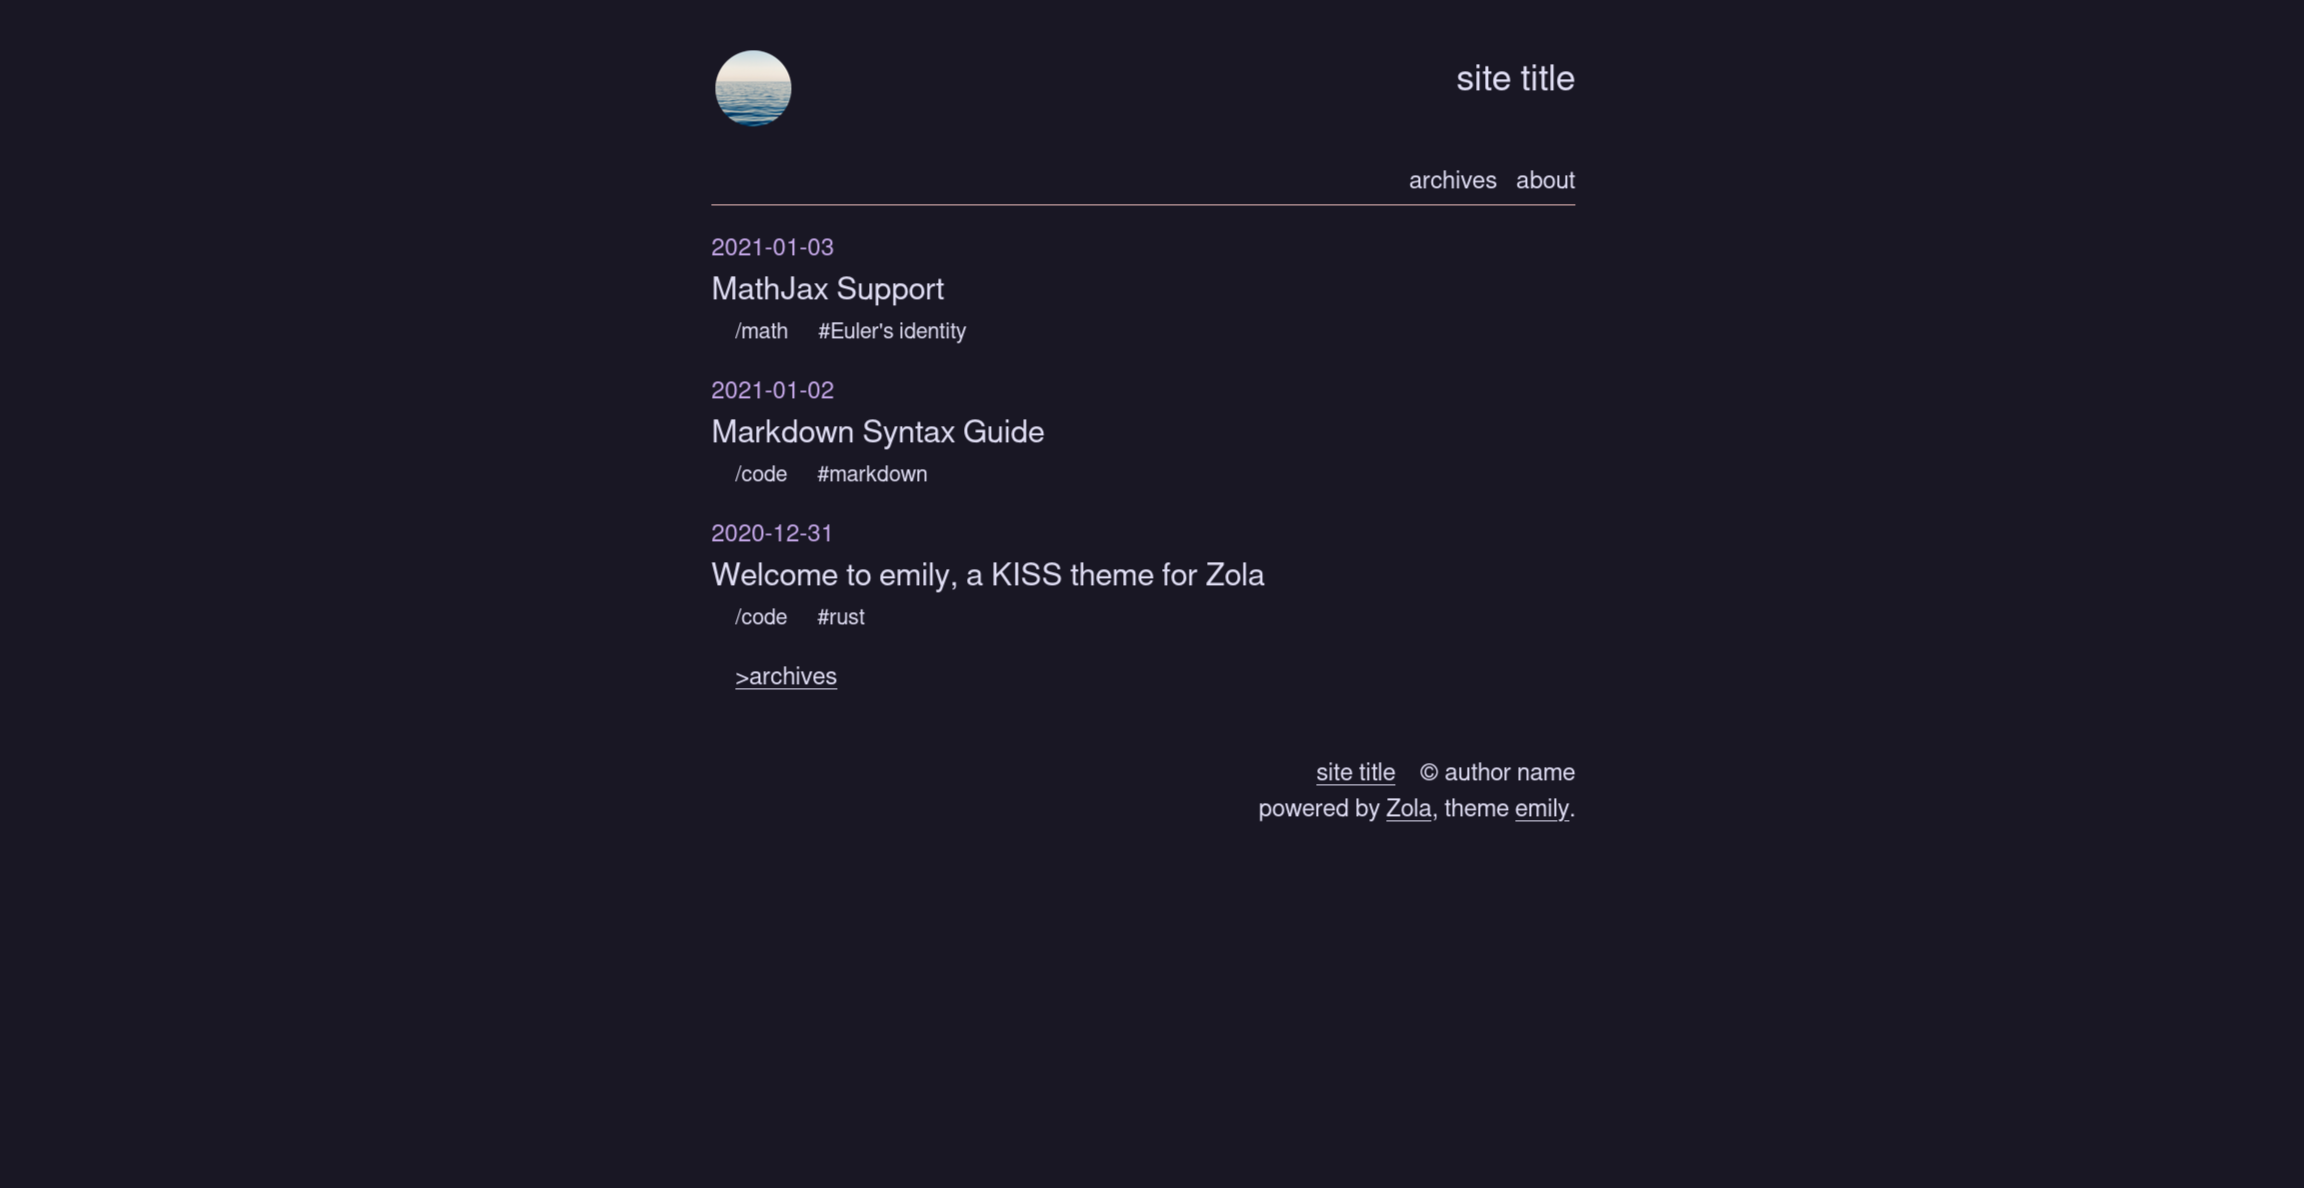 site title
archives about
2021-01-03
MathJax Support
/math #Euler's identity
2021-01-02
Markdown Syntax Guide
/code #markdown
2020-12-31
Welcome to emily, a KISS theme for Zola
/code #rust
>archives
site title © author name
powered by Zola, theme emily.